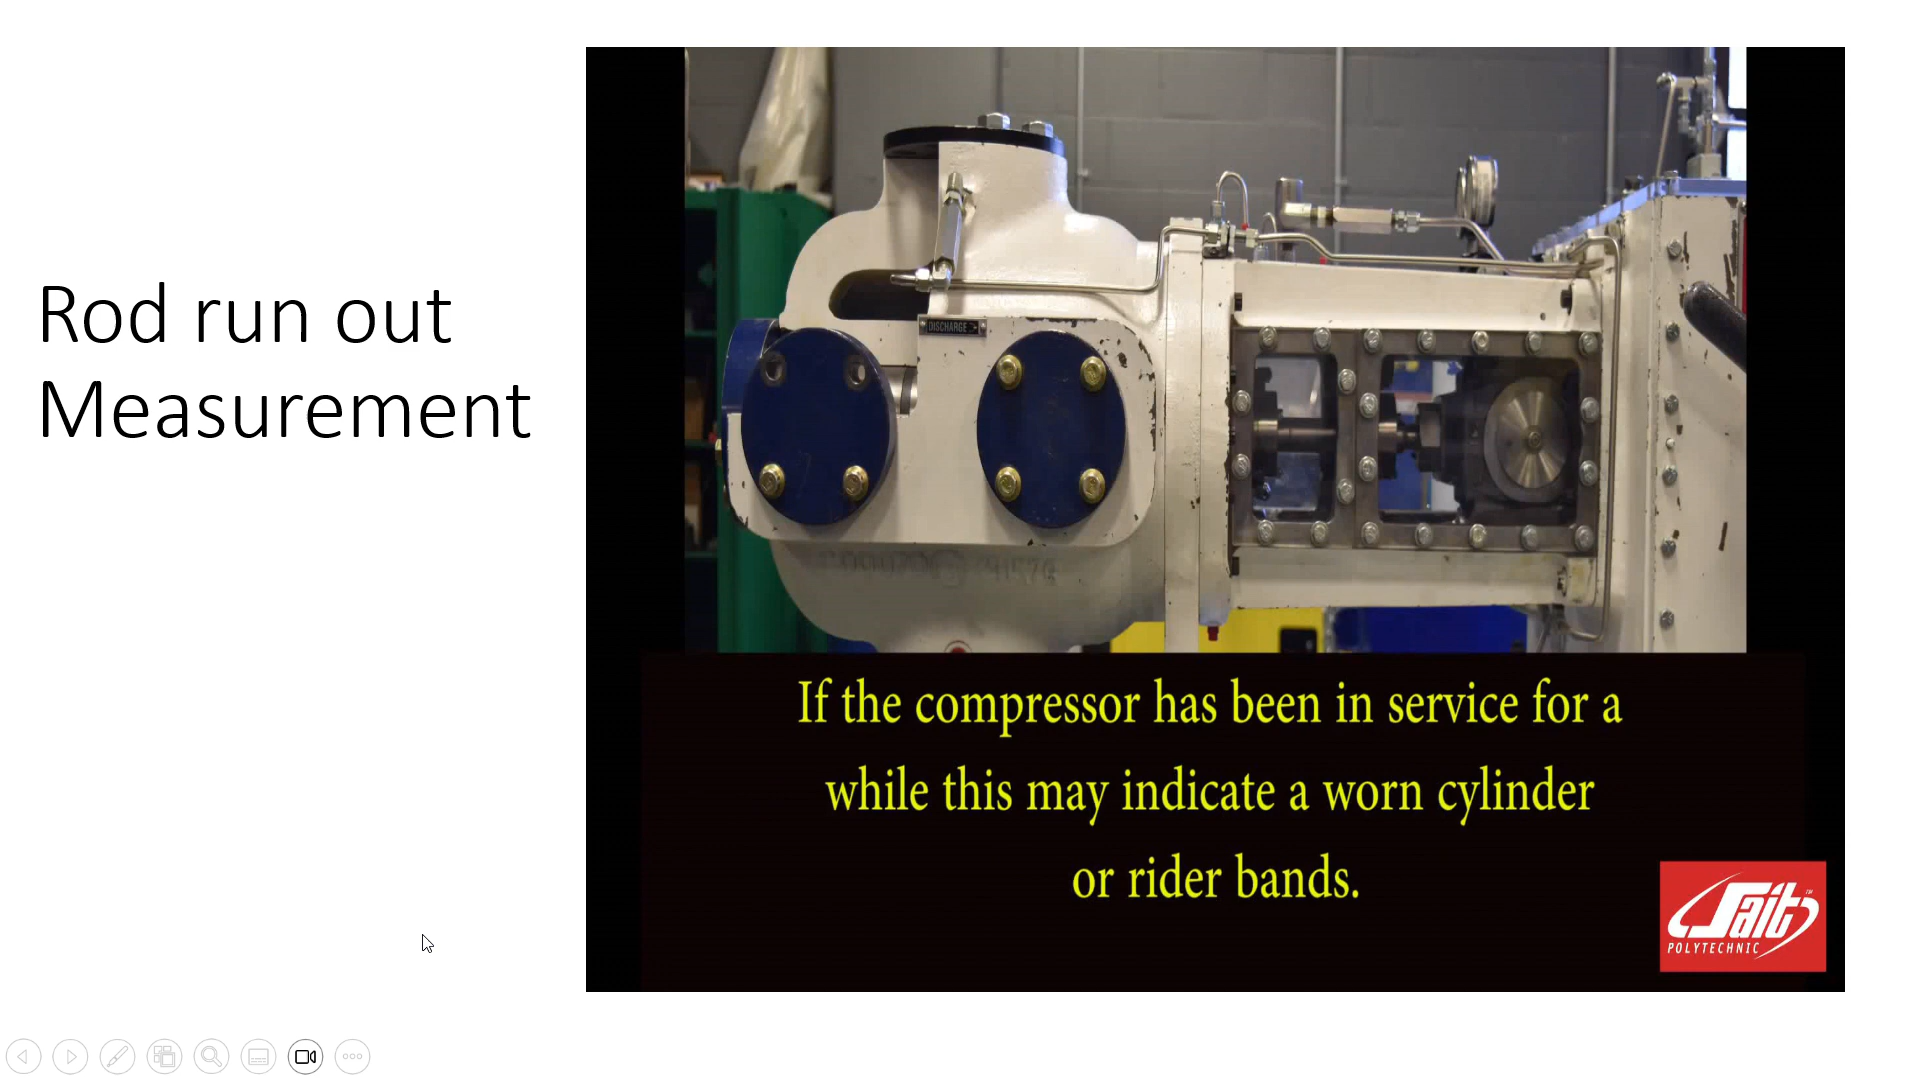 Rod run out
Measurement
DISCHARGE
If the compressor has been in service for a
while this may indicate a worn cylinder
or rider bands.
Sait
POLYTECHNIC
TM